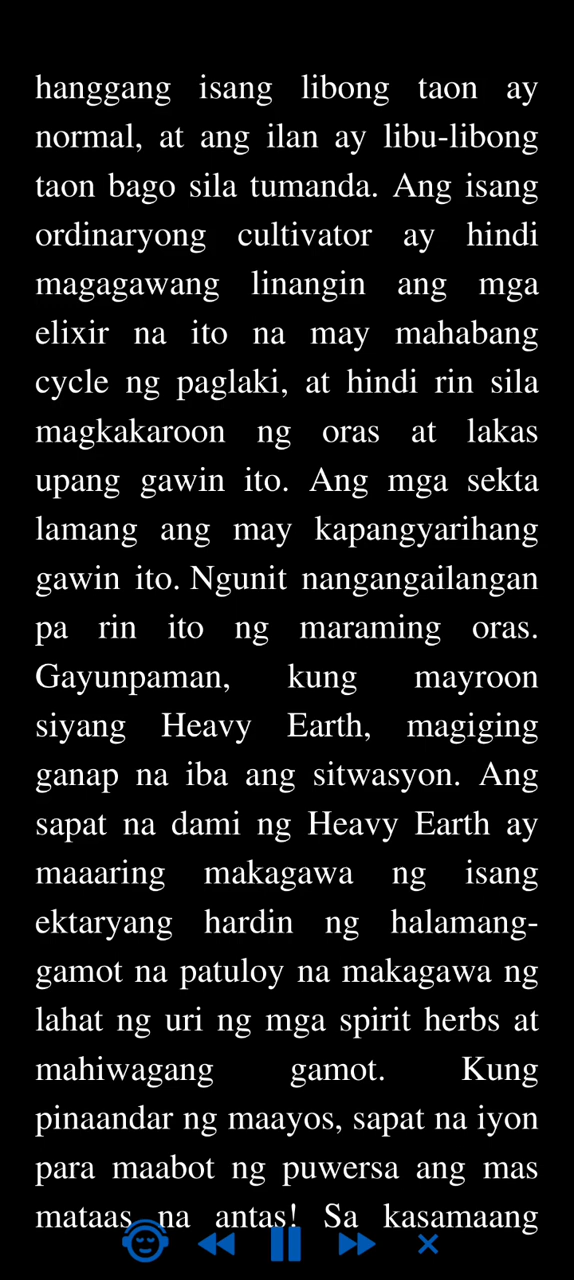 hanggang isang libong taon ay
normal, at ang ilan ay libu-libong
taon bago sila tumanda. Ang isang
ordinaryong cultivator ay hindi
magagawang linangin ang mga
elixir na ito na may mahabang
cycle ng paglaki, at hindi rin sila
magkakaroon ng oras at lakas
upang gawin ito. Ang mga sekta
lamang ang may kapangyarihang
gawin ito. Ngunit nangangailangan
pa rin ito ng maraming oras.
Gayunpaman, kung mayroon
siyang Heavy Earth, magiging
ganap na iba ang sitwasyon. Ang
sapat na dami ng Heavy Earth ay
maaaring makagawa ng isang
ektaryang hardin ng halamang-
gamot na patuloy na makagawa ng
lahat ng uri ng mga spirit herbs at
mahiwagang gamot. Kung
pinaandar ng maayos, sapat na iyon
para maabot ng puwersa ang mas
mataas na antas! Sa kasamaang